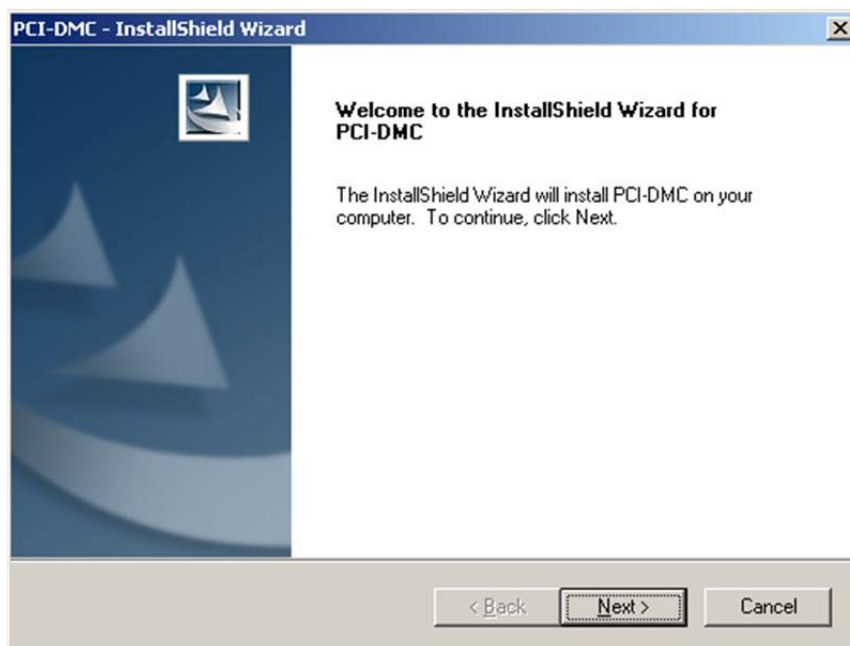 PCI-DMC - InstallShield Wizard
Welcome to the InstallShield Wizard for
PCI-DMC
The InstallShield Wizard will install PCI-DMC on your
computer.  To continue, click Next.
< Back
Next >
Cancel